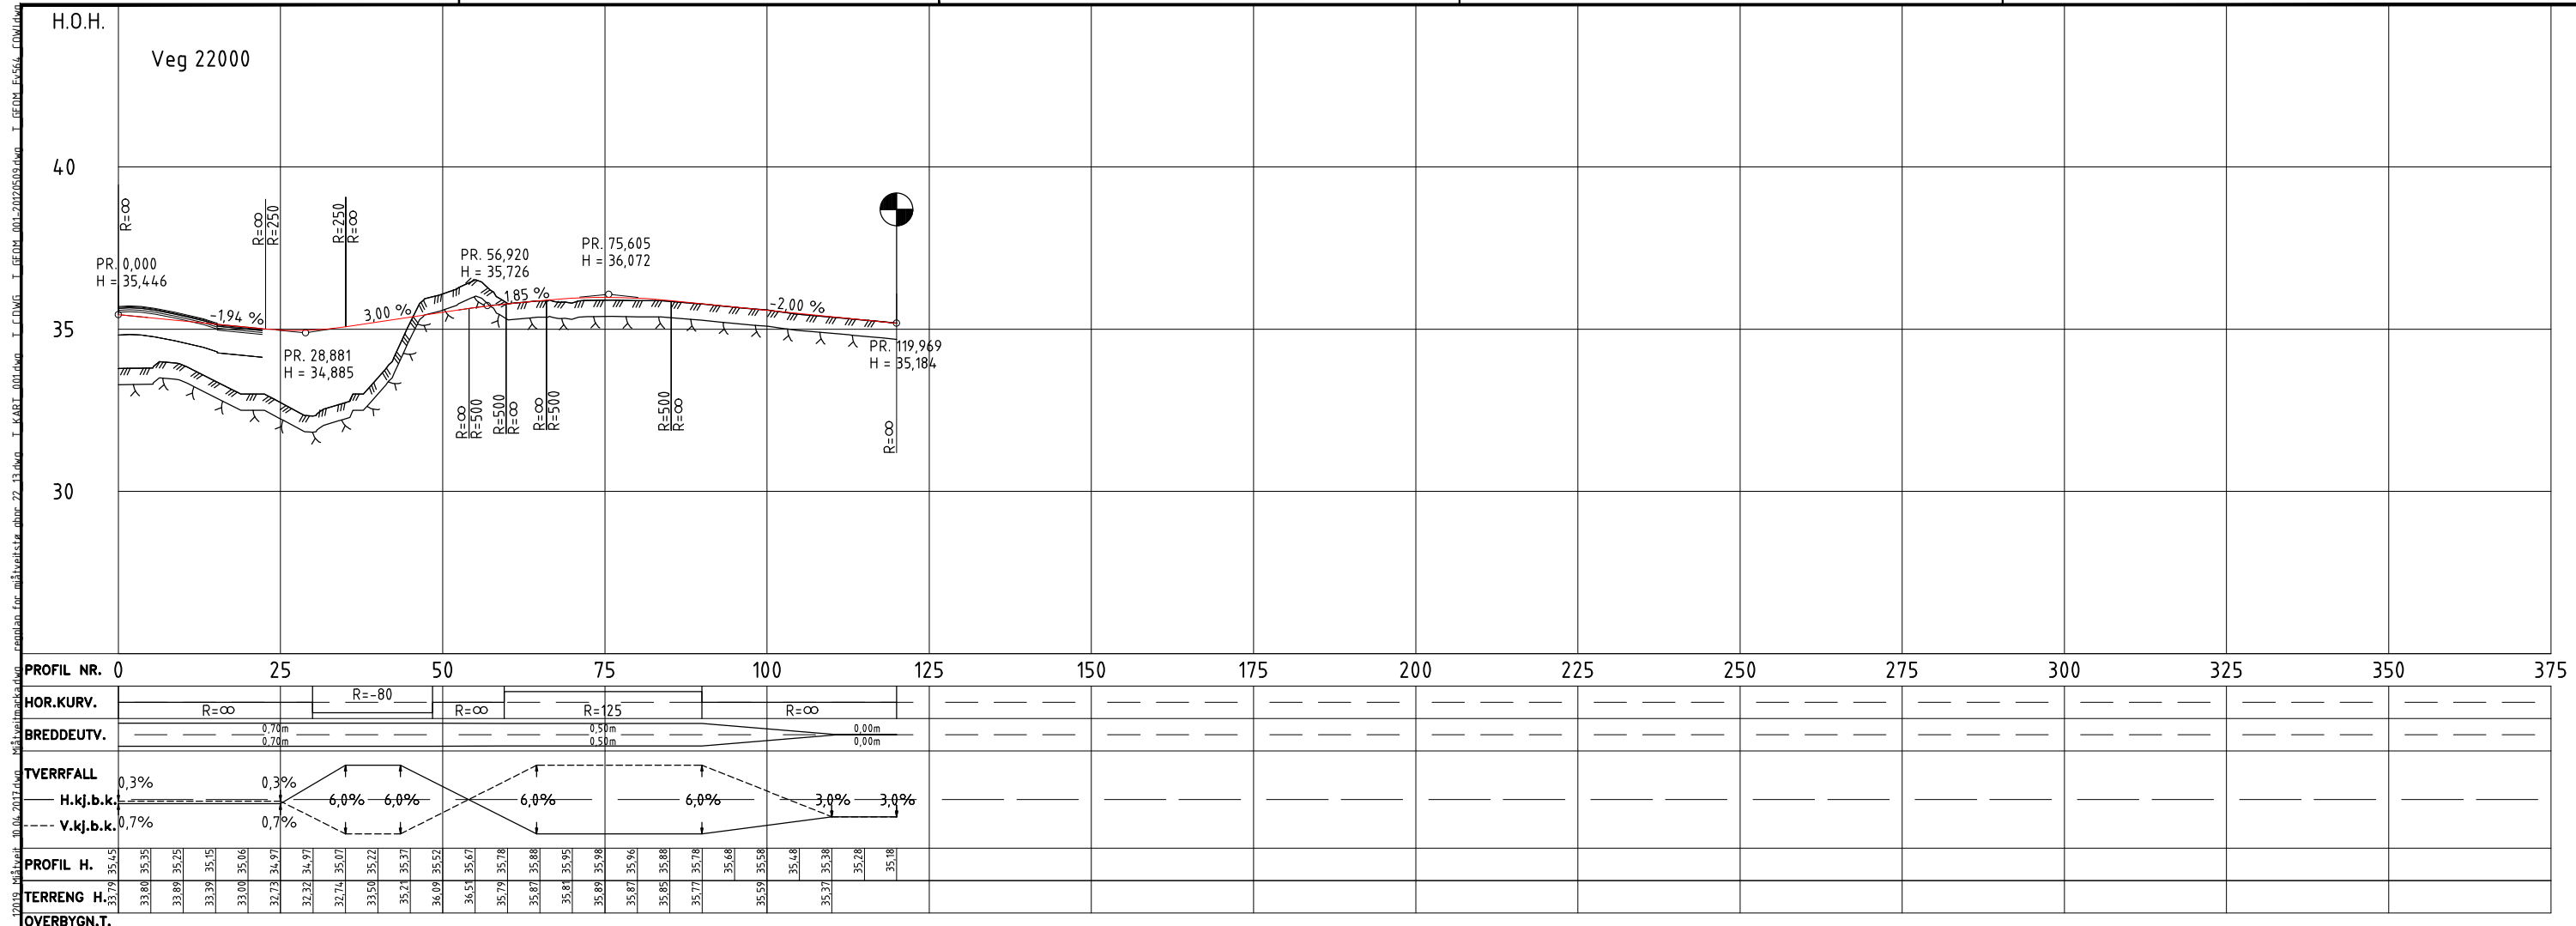 H.O.H.
Veg 22000
40
35
30
R=∞
R=∞
R=250
R=250
R=∞
PR. 0,000
H = 35,446
-1,94 %
PR. 28,881
H = 34,885
3,00 %
PR. 56,920
H = 35,726
1,85 %
PR. 75,605
H = 36,072
-2,00 %
PR. 119,969
H = 35,184
R=∞
R=500
R=500
R=∞
R=∞
R=500
R=500
R=∞
R=∞
PROFIL NR. 0 25 50 75 100 125 150 175 200 225 250 275 300 325 350 375
HOR.KURV. R=∞ R=-80 R=∞ R=125 R=∞
BREDDEUTV.
0,70m 0,50m 0,00m
0,70m 0,50m 0,00m
TVERRFALL
0,3% 0,3%
H.kj.b.k. 6,0% 6,0% 6,0% 6,0% 3,0% 3,0%
V.kj.b.k. 0,7% 0,7%
PROFIL H. 35,45 35,35 35,25 35,15 35,06 34,97 34,97 35,07 35,22 35,37 35,52 35,67 35,78 35,88 35,95 35,98 35,96 35,88 35,78 35,68 35,58 35,48 35,38 35,28 35,18
TERRENG H. 33,79 33,80 33,89 33,39 33,00 32,73 32,32 32,74 33,50 35,21 36,09 36,51 35,79 35,87 35,81 35,89 35,87 35,85 35,77 35,59 35,37
OVERBYGN.T.